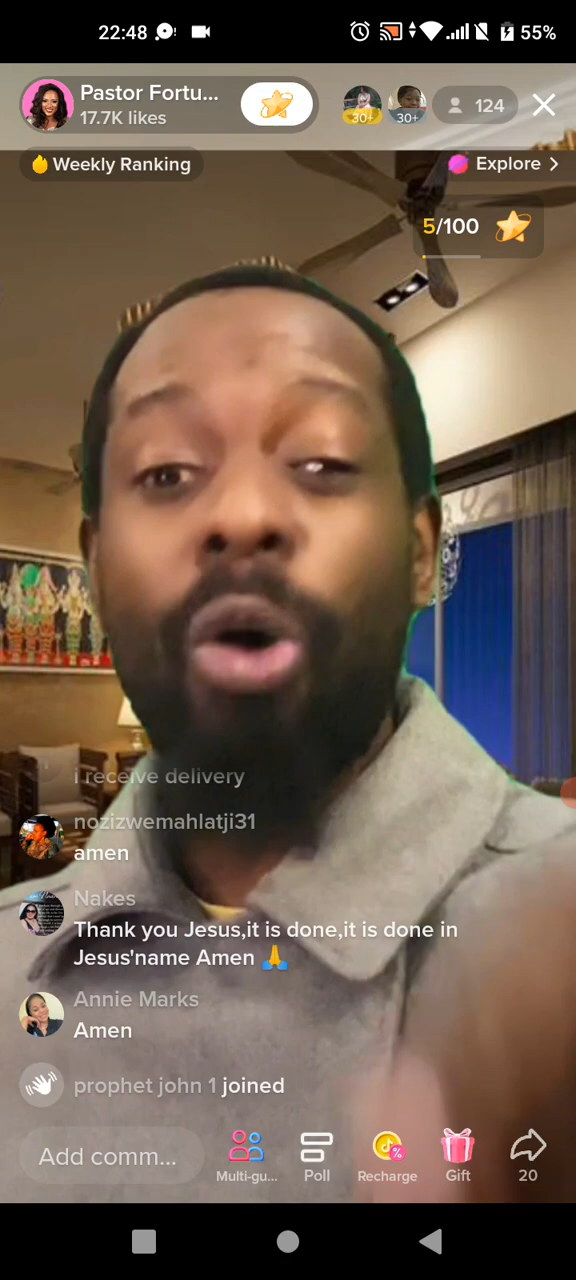 22:48
55%
Pastor Fortu...
17.7K likes
30+
30+
124
Weekly Ranking
Explore
5/100
i receive delivery
nozizwemahlatji31
amen
Nakes
Thank you Jesus,it is done,it is done in
Jesus'name Amen 🙏
Annie Marks
Amen
prophet john 1 joined
Add comm...
Multi-gu...
Poll
Recharge
Gift
20